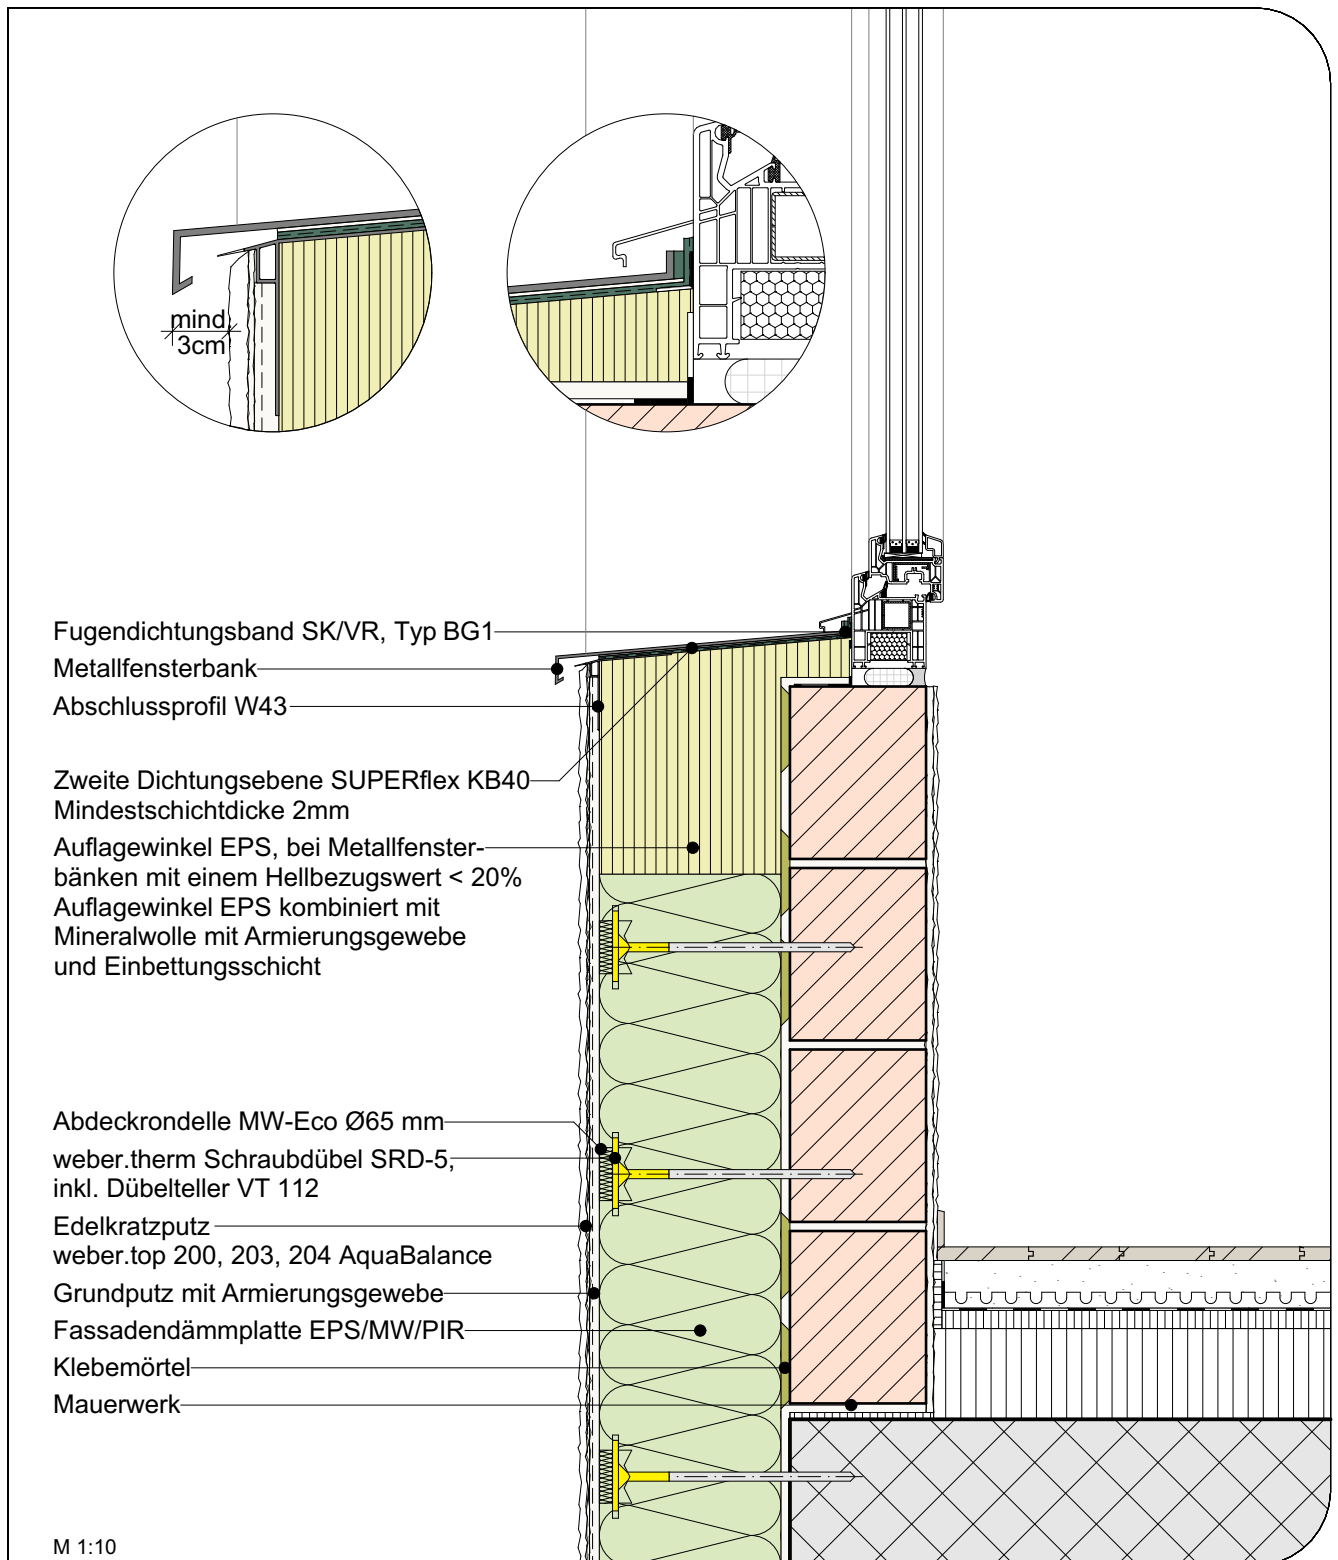 mind
3cm
Fugendichtungsband SK/VR, Typ BG1
Metallfensterbank
Abschlussprofil W43
Zweite Dichtungsebene SUPERflex KB40
Mindestschichtdicke 2mm
Auflagewinkel EPS, bei Metallfenster-
bänken mit einem Hellbezugswert < 20%
Auflagewinkel EPS kombiniert mit
Mineralwolle mit Armierungsgewebe
und Einbettungsschicht
Abdeckrondelle MW-Eco Ø65 mm
weber.therm Schraubdübel SRD-5,
inkl. Dübelteller VT 112
Edelkratzputz
weber.top 200, 203, 204 AquaBalance
Grundputz mit Armierungsgewebe
Fassadendämmplatte EPS/MW/PIR
Klebemörtel
Mauerwerk
M 1:10